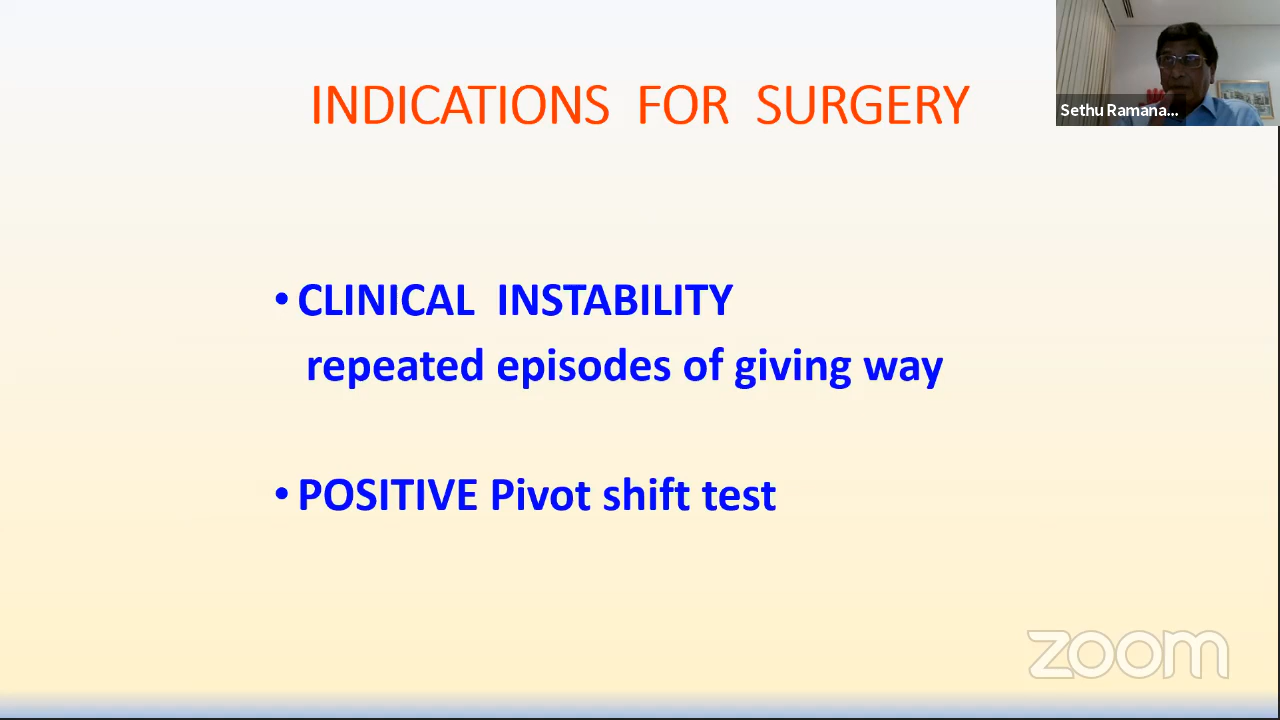 INDICATIONS FOR SURGERY
Sethu Ramana...
• CLINICAL INSTABILITY
repeated episodes of giving way
• POSITIVE Pivot shift test
zoom